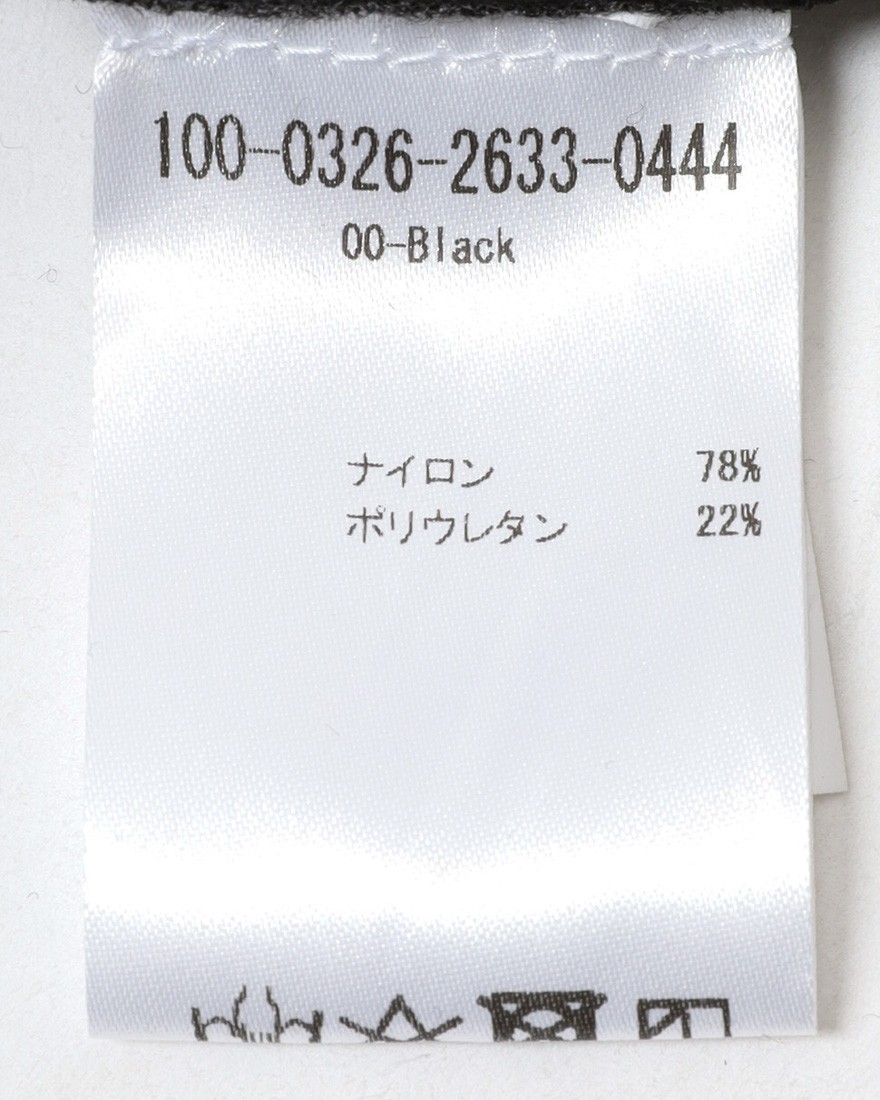 100-0326-2633-0444
00-Black
ナイロン 78%
ポリウレタン 22%